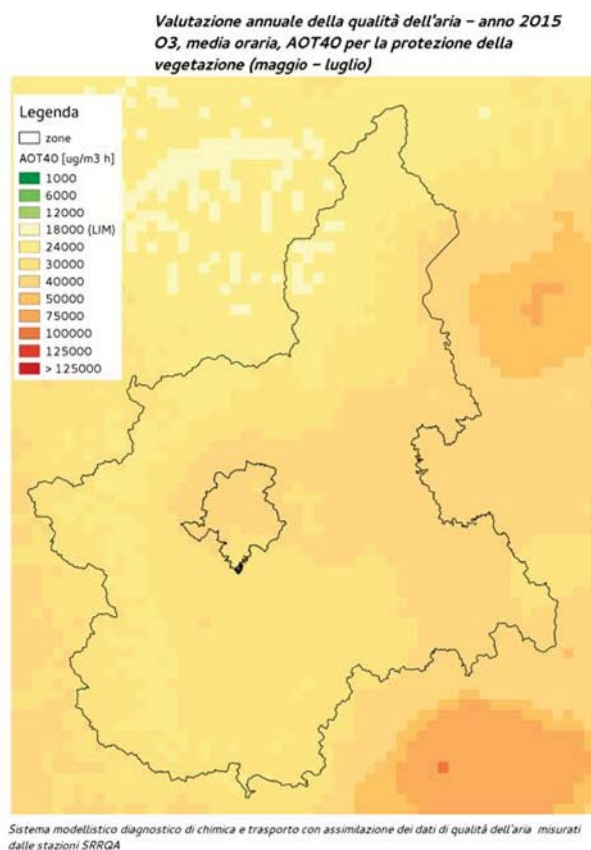 Valutazione annuale della qualità dell'aria – anno 2015
O3, media oraria, AOT40 per la protezione della
vegetazione (maggio – luglio)
Legenda
zone
AOT40 [ug/m3 h]
1000
6000
12000
18000 (LIM)
24000
30000
40000
50000
75000
100000
125000
> 125000
Sistema modellistico diagnostico di chimica e trasporto con assimilazione dei dati di qualità dell'aria misurati
dalle stazioni SRRQA